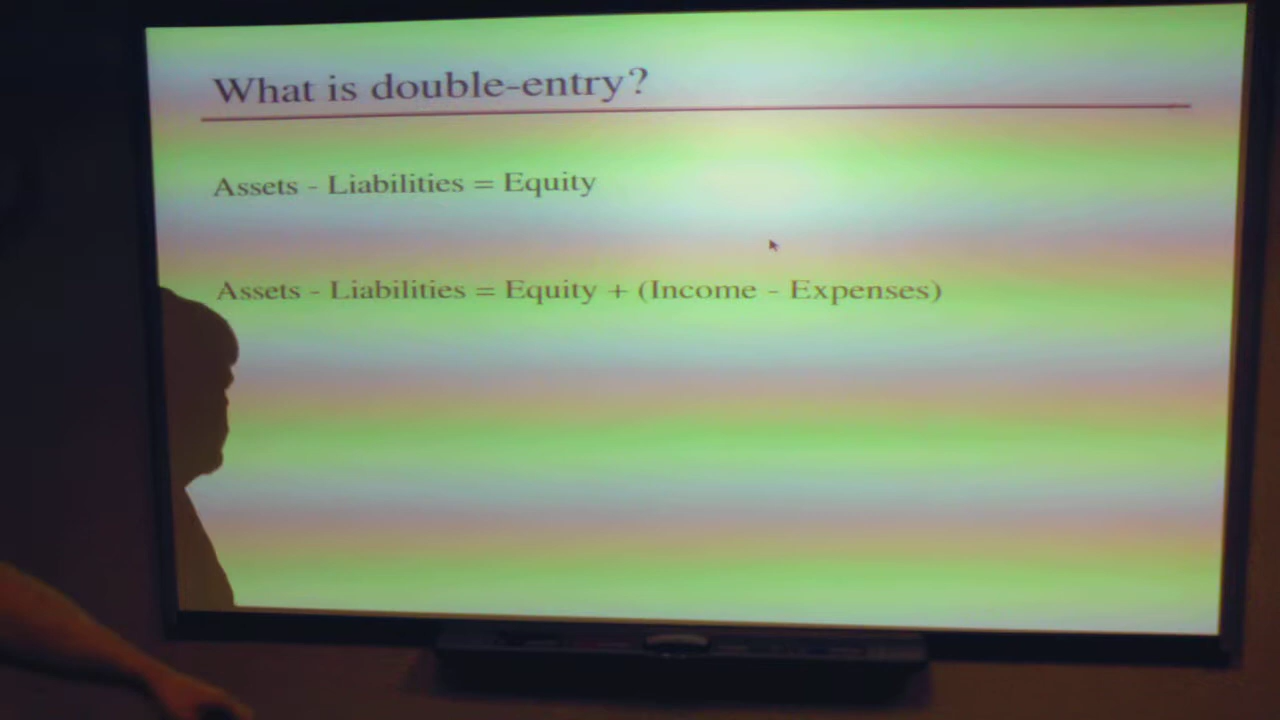 What is double-entry?
Assets - Liabilities = Equity
Assets - Liabilities = Equity + (Income - Expenses)